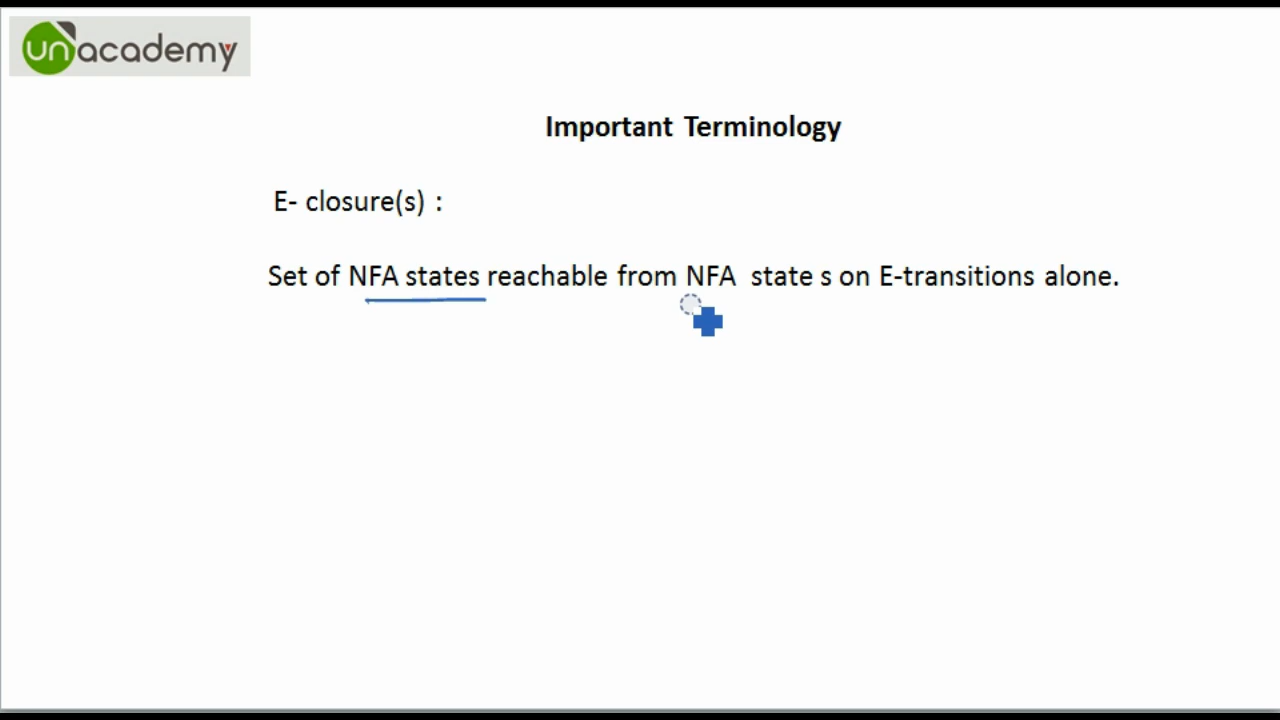 unacademy
Important Terminology
E- closure(s) :
Set of NFA states reachable from NFA state s on E-transitions alone.